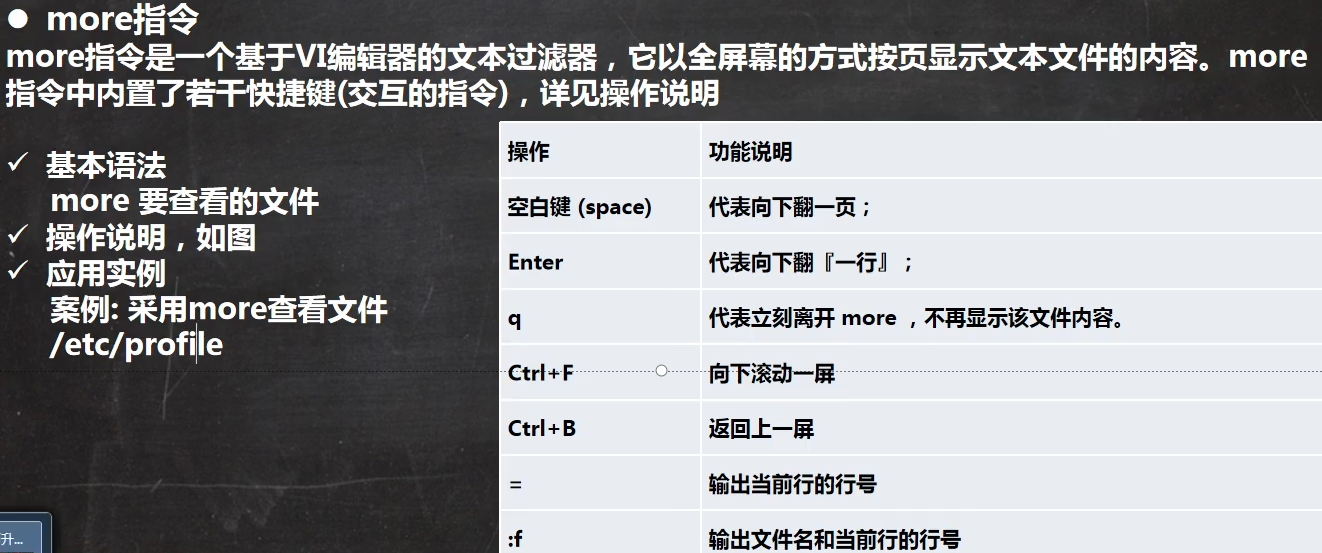 ● more指令
more指令是一个基于VI编辑器的文本过滤器，它以全屏幕的方式按页显示文本文件的内容。more
指令中内置了若干快捷键(交互的指令)，详见操作说明
✓ 基本语法
more 要查看的文件
✓ 操作说明，如图
✓ 应用实例
案例: 采用more查看文件
/etc/profile
操作 功能说明
空白键 (space) 代表向下翻一页；
Enter 代表向下翻『一行』；
q 代表立刻离开 more ，不再显示该文件内容。
Ctrl+F 向下滚动一屏
Ctrl+B 返回上一屏
= 输出当前行的行号
:f 输出文件名和当前行的行号
升...